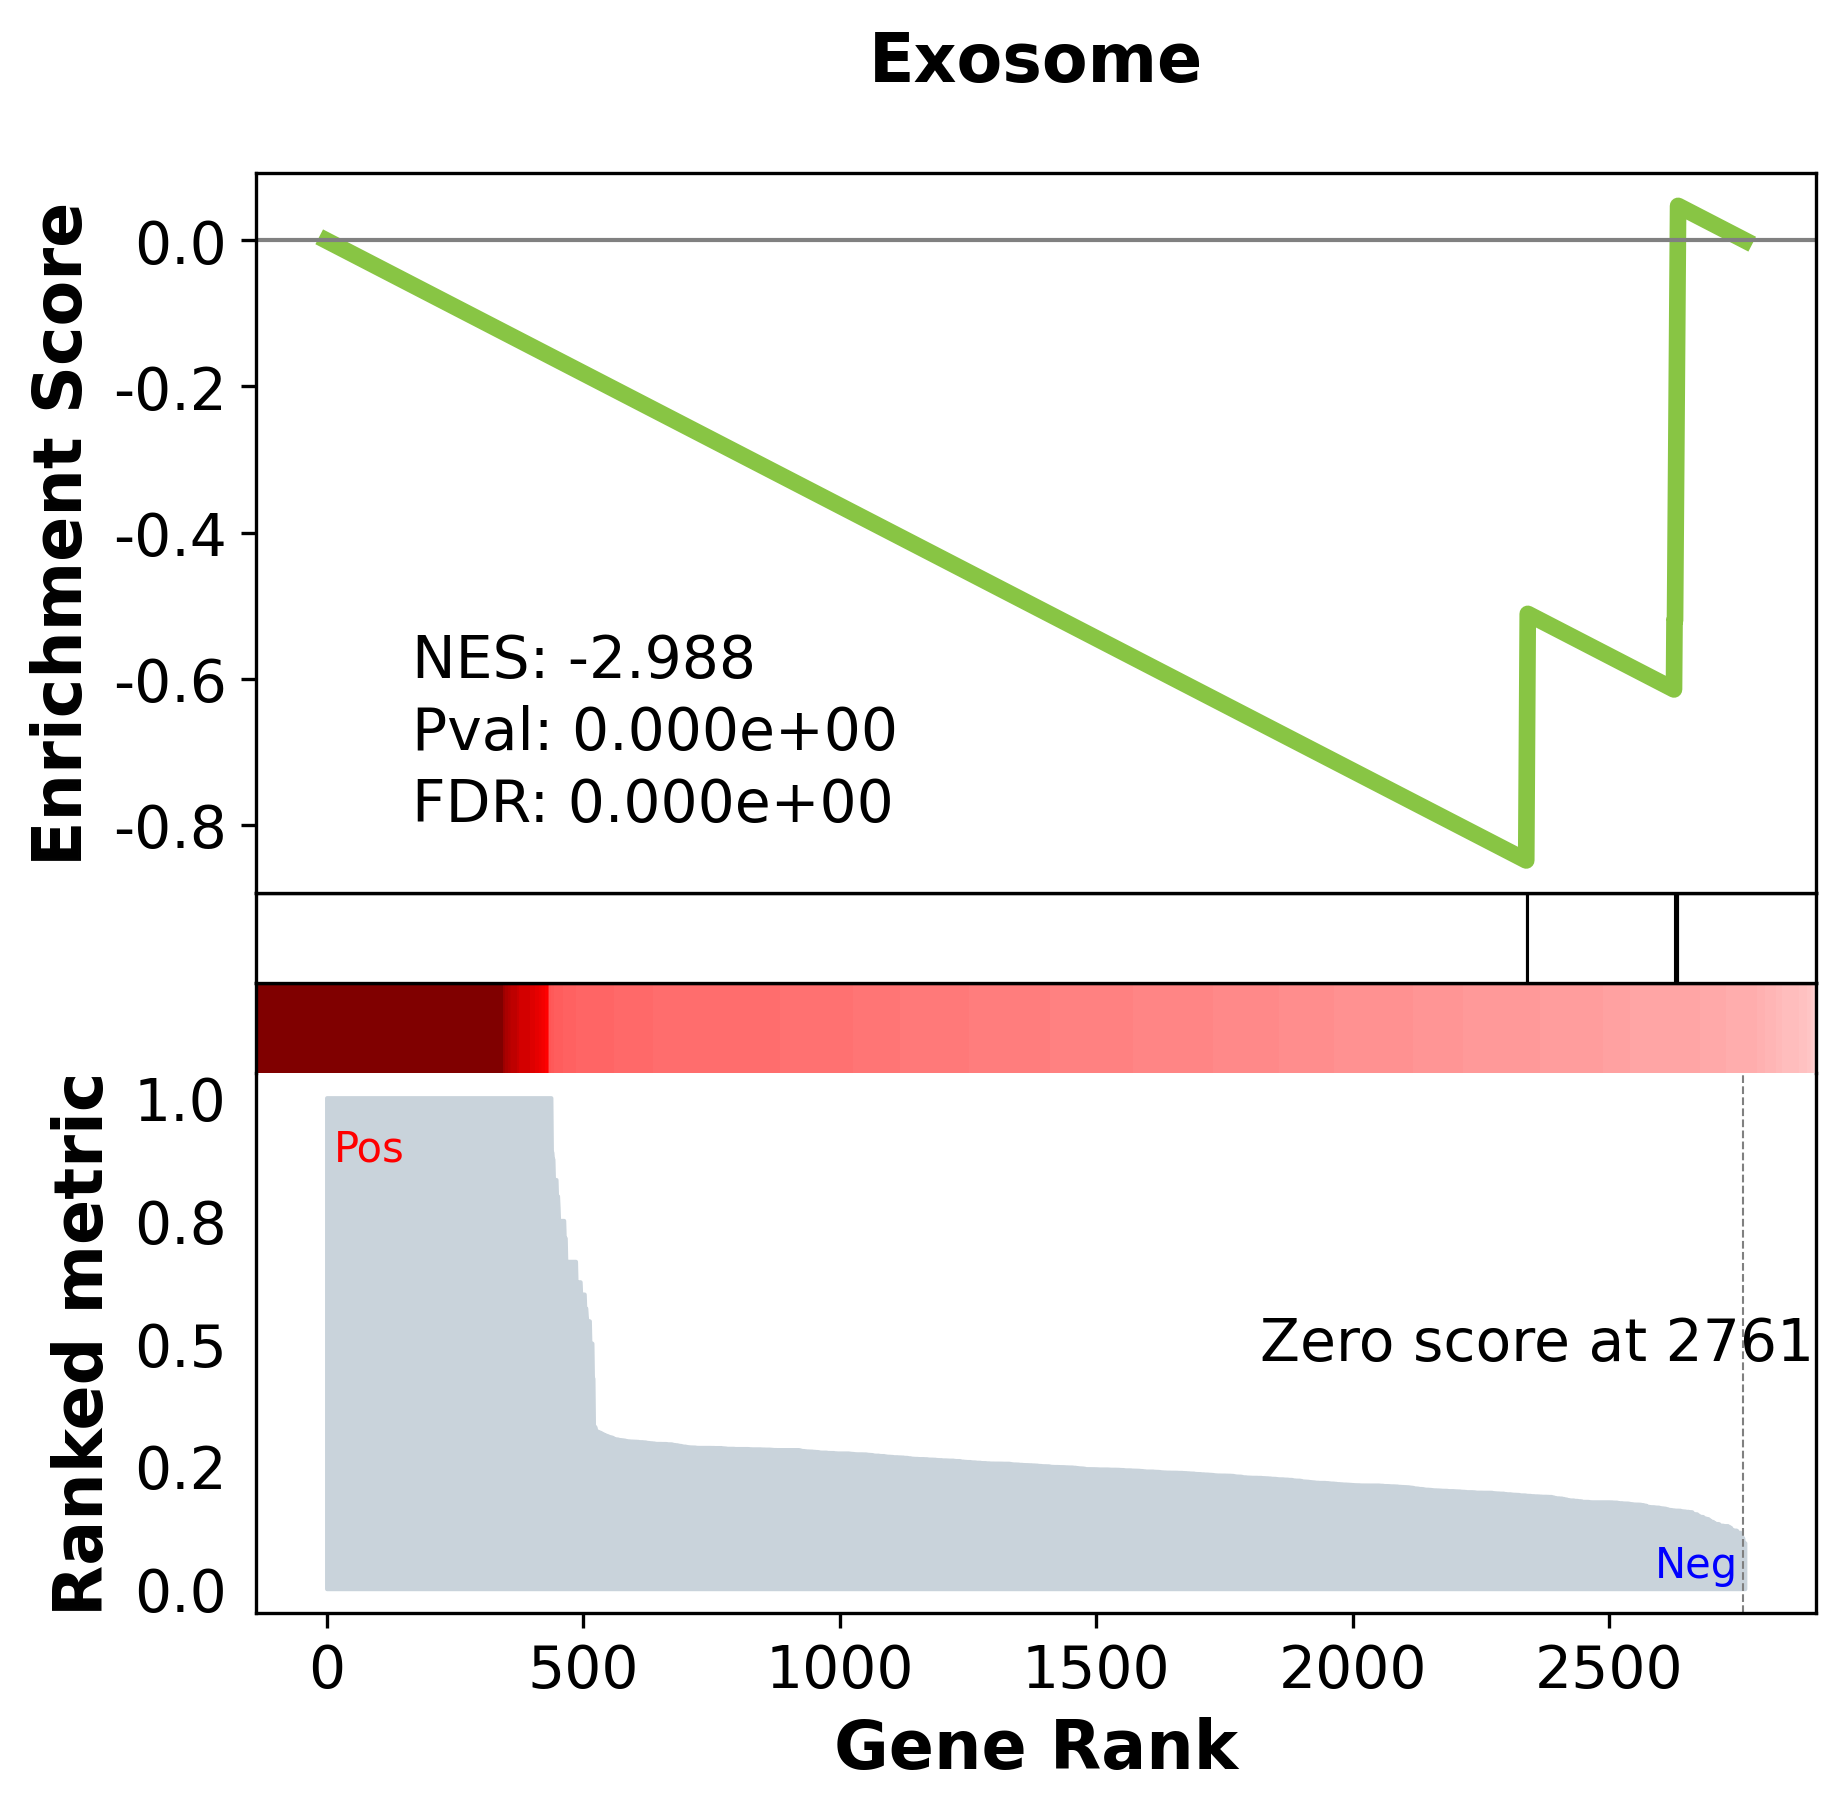 Exosome
Enrichment Score
0.0
-0.2
-0.4
-0.6
-0.8
NES: -2.988
Pval: 0.000e+00
FDR: 0.000e+00
Ranked metric
1.0
0.8
0.5
0.2
0.0
Pos
Zero score at 2761
Neg
0 500 1000 1500 2000 2500
Gene Rank